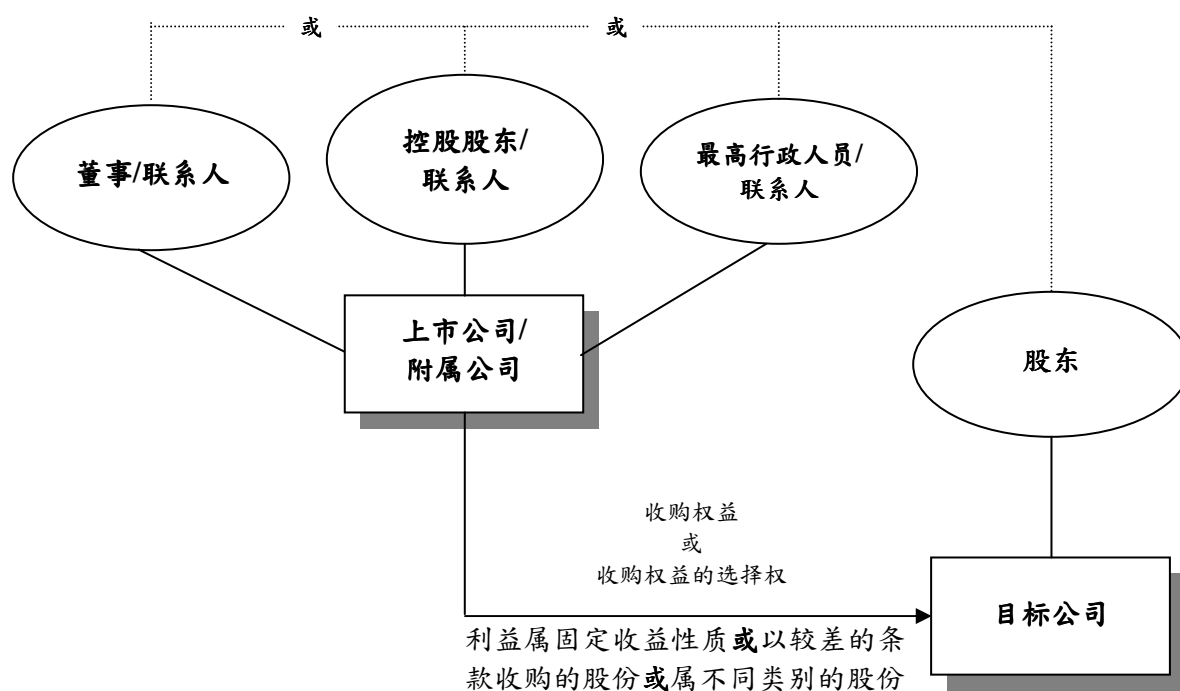 或
或
董事/联系人
控股股东/
联系人
最高行政人员/
联系人
上市公司/
附属公司
股东
收购权益
或
收购权益的选择权
目标公司
利益属固定收益性质或以较差的条
款收购的股份或属不同类别的股份